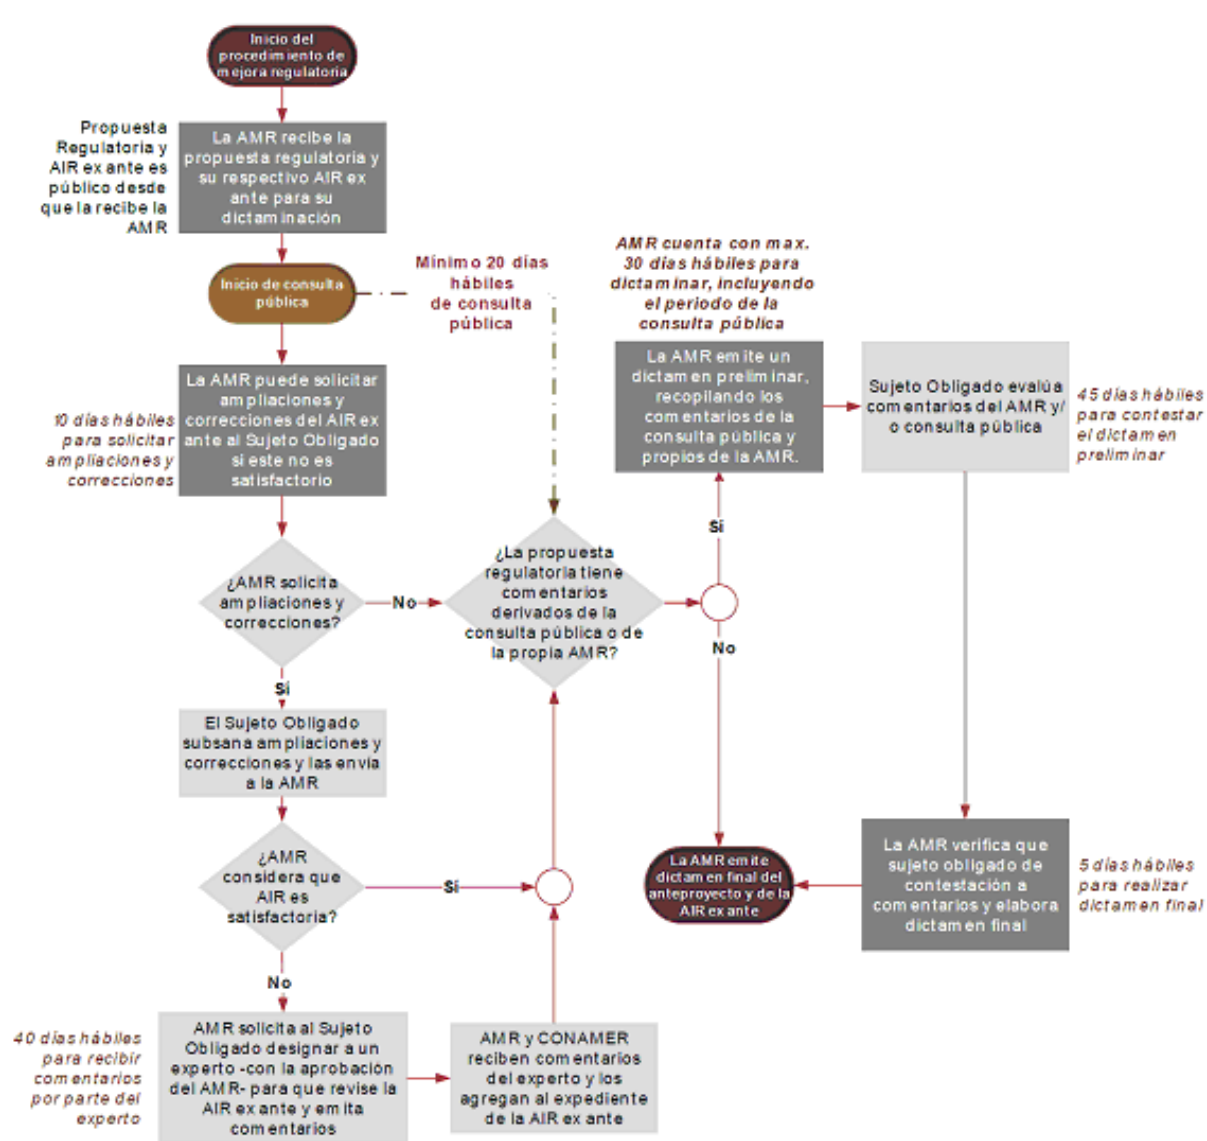 Inicio del
procedimiento de
mejora regulatoria
Propuesta
Regulatoria y
AIR ex ante es
público desde
que la recibe la
AMR
La AMR recibe la
propuesta regulatoria y
su respectivo AIR ex
ante para su
dictaminación
Inicio de consulta
pública
Mínimo 20 días
hábiles
de consulta
pública
AMR cuenta con max.
30 días hábiles para
dictaminar, incluyendo
el periodo de la
consulta pública
La AMR puede solicitar
ampliaciones y
correcciones del AIR ex
ante al Sujeto Obligado
si este no es
satisfactorio
10 días hábiles
para solicitar
ampliaciones y
correcciones
La AMR emite un
dictamen preliminar,
recopilando los
comentarios de la
consulta pública y
propios de la AMR.
Sujeto Obligado evalúa
comentarios del AMR y/
o consulta pública
45 días hábiles
para contestar
el dictamen
preliminar
¿AMR solicita
ampliaciones y
correcciones?
No
¿La propuesta
regulatoria tiene
comentarios
derivados de la
consulta pública o de
la propia AMR?
Sí
No
Sí
El Sujeto Obligado
subsana ampliaciones y
correcciones y las envía
a la AMR
¿AMR
considera que
AIR es
satisfactoria?
Sí
No
La AMR emite
dictamen final del
anteproyecto y de la
AIR ex ante
La AMR verifica que
sujeto obligado de
contestación a
comentarios y elabora
dictamen final
5 días hábiles
para realizar
dictamen final
40 días hábiles
para recibir
comentarios
por parte del
experto
AMR solicita al Sujeto
Obligado designar a un
experto -con la aprobación
del AMR- para que revise la
AIR ex ante y emita
comentarios
AMR y CONAMER
reciben comentarios
del experto y los
agregan al expediente
de la AIR ex ante